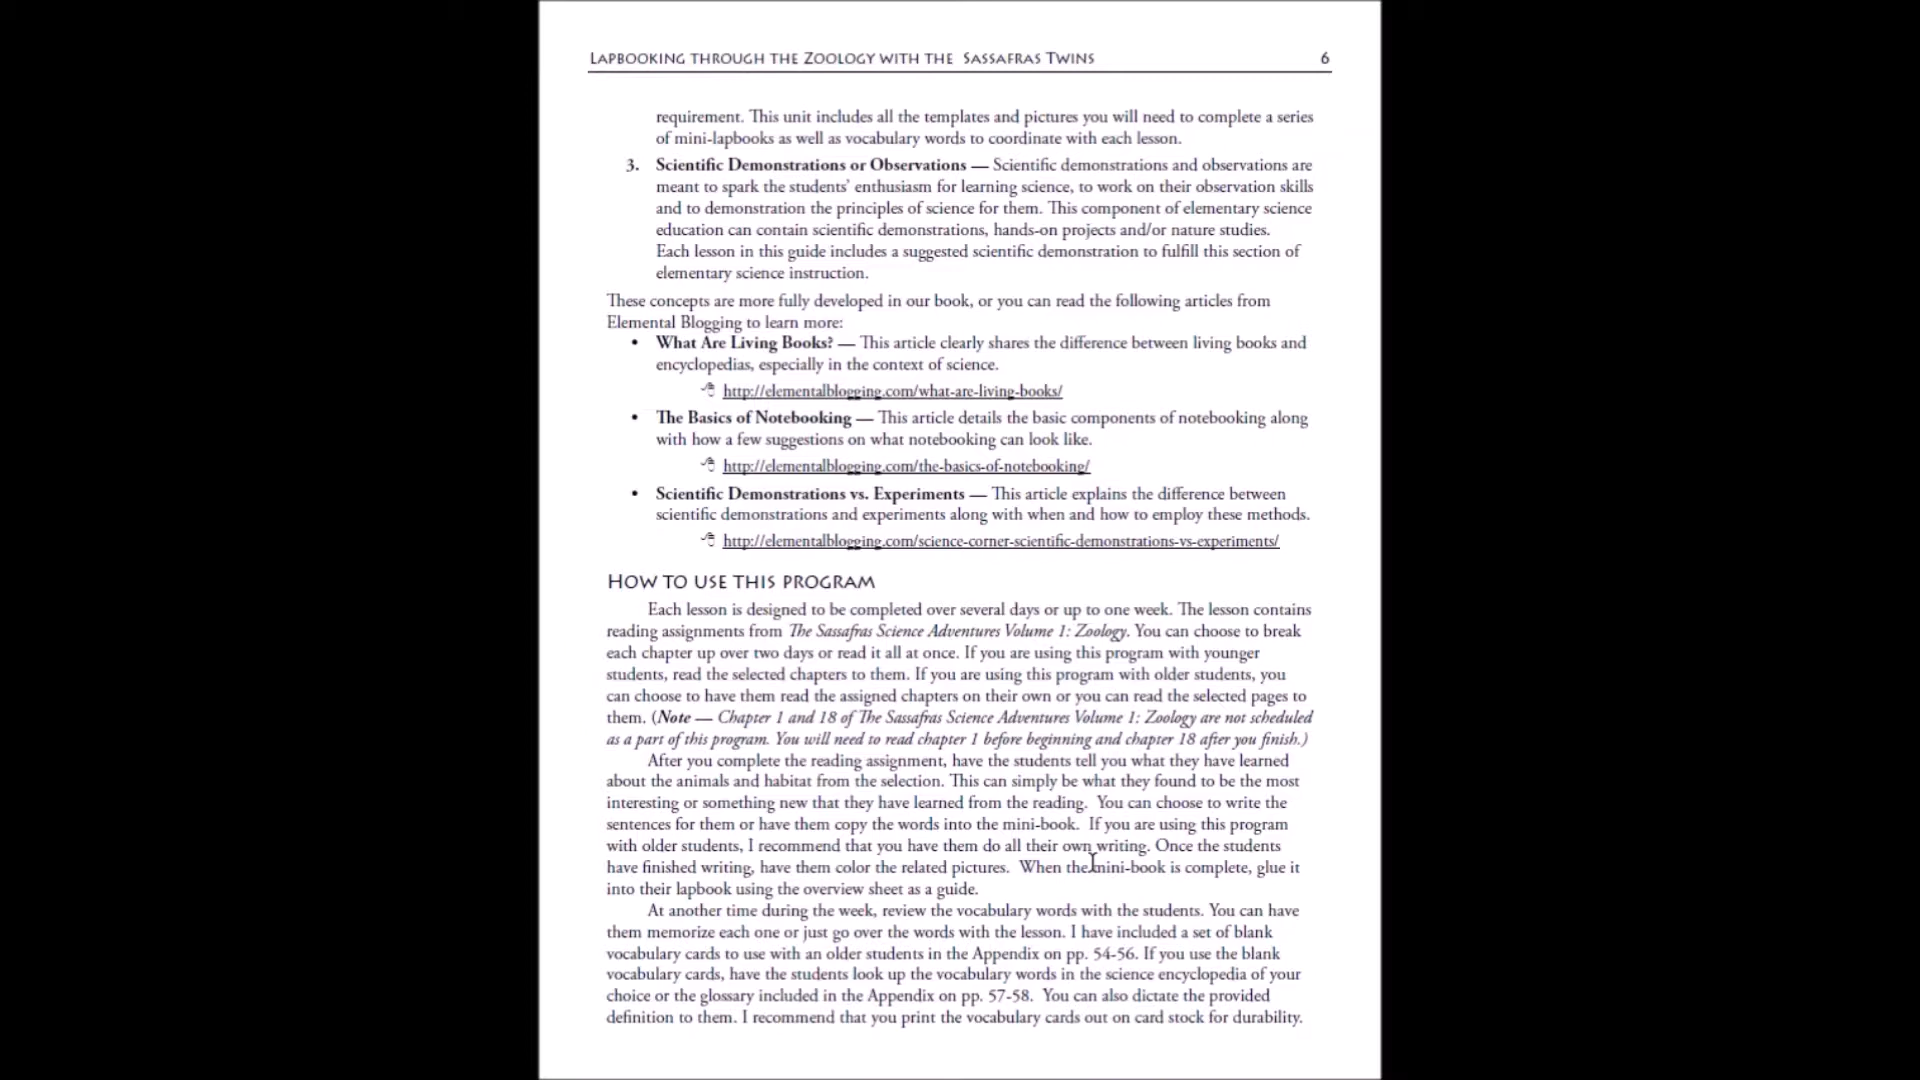 LAPBOOKING THROUGH THE ZOOLOGY WITH THE SASSAFRAS TWINS 6
requirement. This unit includes all the templates and pictures you will need to complete a series
of mini-lapbooks as well as vocabulary words to coordinate with each lesson.
3. Scientific Demonstrations or Observations — Scientific demonstrations and observations are
meant to spark the students' enthusiasm for learning science, to work on their observation skills
and to demonstration the principles of science for them. This component of elementary science
education can contain scientific demonstrations, hands-on projects and/or nature studies.
Each lesson in this guide includes a suggested scientific demonstration to fulfill this section of
elementary science instruction.
These concepts are more fully developed in our book, or you can read the following articles from
Elemental Blogging to learn more:
• What Are Living Books? — This article clearly shares the difference between living books and
encyclopedias, especially in the context of science.
http://elementalblogging.com/what-are-living-books/
• The Basics of Notebooking — This article details the basic components of notebooking along
with how a few suggestions on what notebooking can look like.
http://elementalblogging.com/the-basics-of-notebooking/
• Scientific Demonstrations vs. Experiments — This article explains the difference between
scientific demonstrations and experiments along with when and how to employ these methods.
http://elementalblogging.com/science-corner-scientific-demonstrations-vs-experiments/
HOW TO USE THIS PROGRAM
Each lesson is designed to be completed over several days or up to one week. The lesson contains
reading assignments from The Sassafras Science Adventures Volume 1: Zoology. You can choose to break
each chapter up over two days or read it all at once. If you are using this program with younger
students, read the selected chapters to them. If you are using this program with older students, you
can choose to have them read the assigned chapters on their own or you can read the selected pages to
them. (Note — Chapter 1 and 18 of The Sassafras Science Adventures Volume 1: Zoology are not scheduled
as a part of this program. You will need to read chapter 1 before beginning and chapter 18 after you finish.)
After you complete the reading assignment, have the students tell you what they have learned
about the animals and habitat from the selection. This can simply be what they found to be the most
interesting or something new that they have learned from the reading. You can choose to write the
sentences for them or have them copy the words into the mini-book. If you are using this program
with older students, I recommend that you have them do all their own writing. Once the students
have finished writing, have them color the related pictures. When the mini-book is complete, glue it
into their lapbook using the overview sheet as a guide.
At another time during the week, review the vocabulary words with the students. You can have
them memorize each one or just go over the words with the lesson. I have included a set of blank
vocabulary cards to use with an older students in the Appendix on pp. 54-56. If you use the blank
vocabulary cards, have the students look up the vocabulary words in the science encyclopedia of your
choice or the glossary included in the Appendix on pp. 57-58. You can also dictate the provided
definition to them. I recommend that you print the vocabulary cards out on card stock for durability.